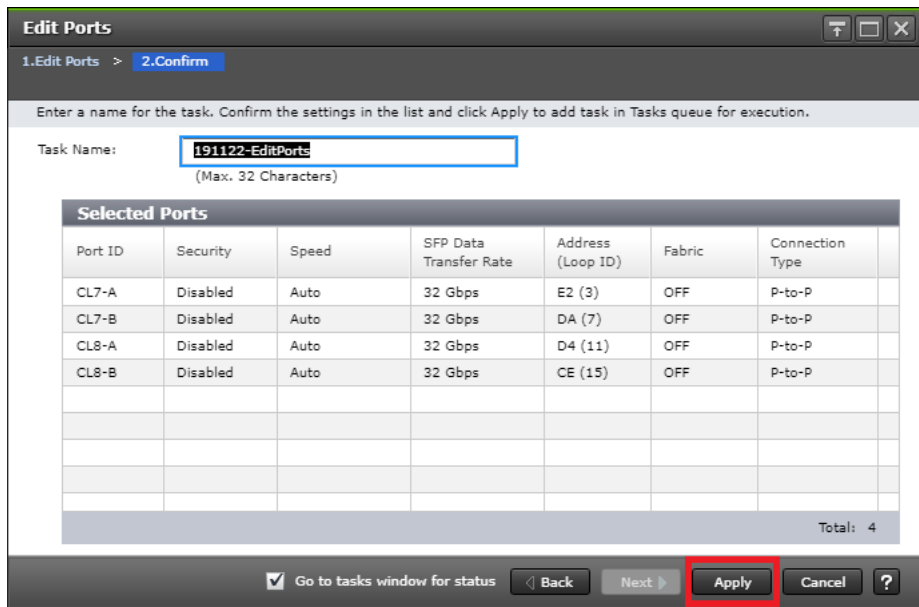 Edit Ports
1.Edit Ports > 2.Confirm
Enter a name for the task. Confirm the settings in the list and click Apply to add task in Tasks queue for execution.
Task Name: 191122-EditPorts
(Max. 32 Characters)
Selected Ports
Port ID Security Speed SFP Data Transfer Rate Address (Loop ID) Fabric Connection Type
CL7-A Disabled Auto 32 Gbps E2 (3) OFF P-to-P
CL7-B Disabled Auto 32 Gbps DA (7) OFF P-to-P
CL8-A Disabled Auto 32 Gbps D4 (11) OFF P-to-P
CL8-B Disabled Auto 32 Gbps CE (15) OFF P-to-P
Total: 4
Go to tasks window for status Back Next Apply Cancel ?